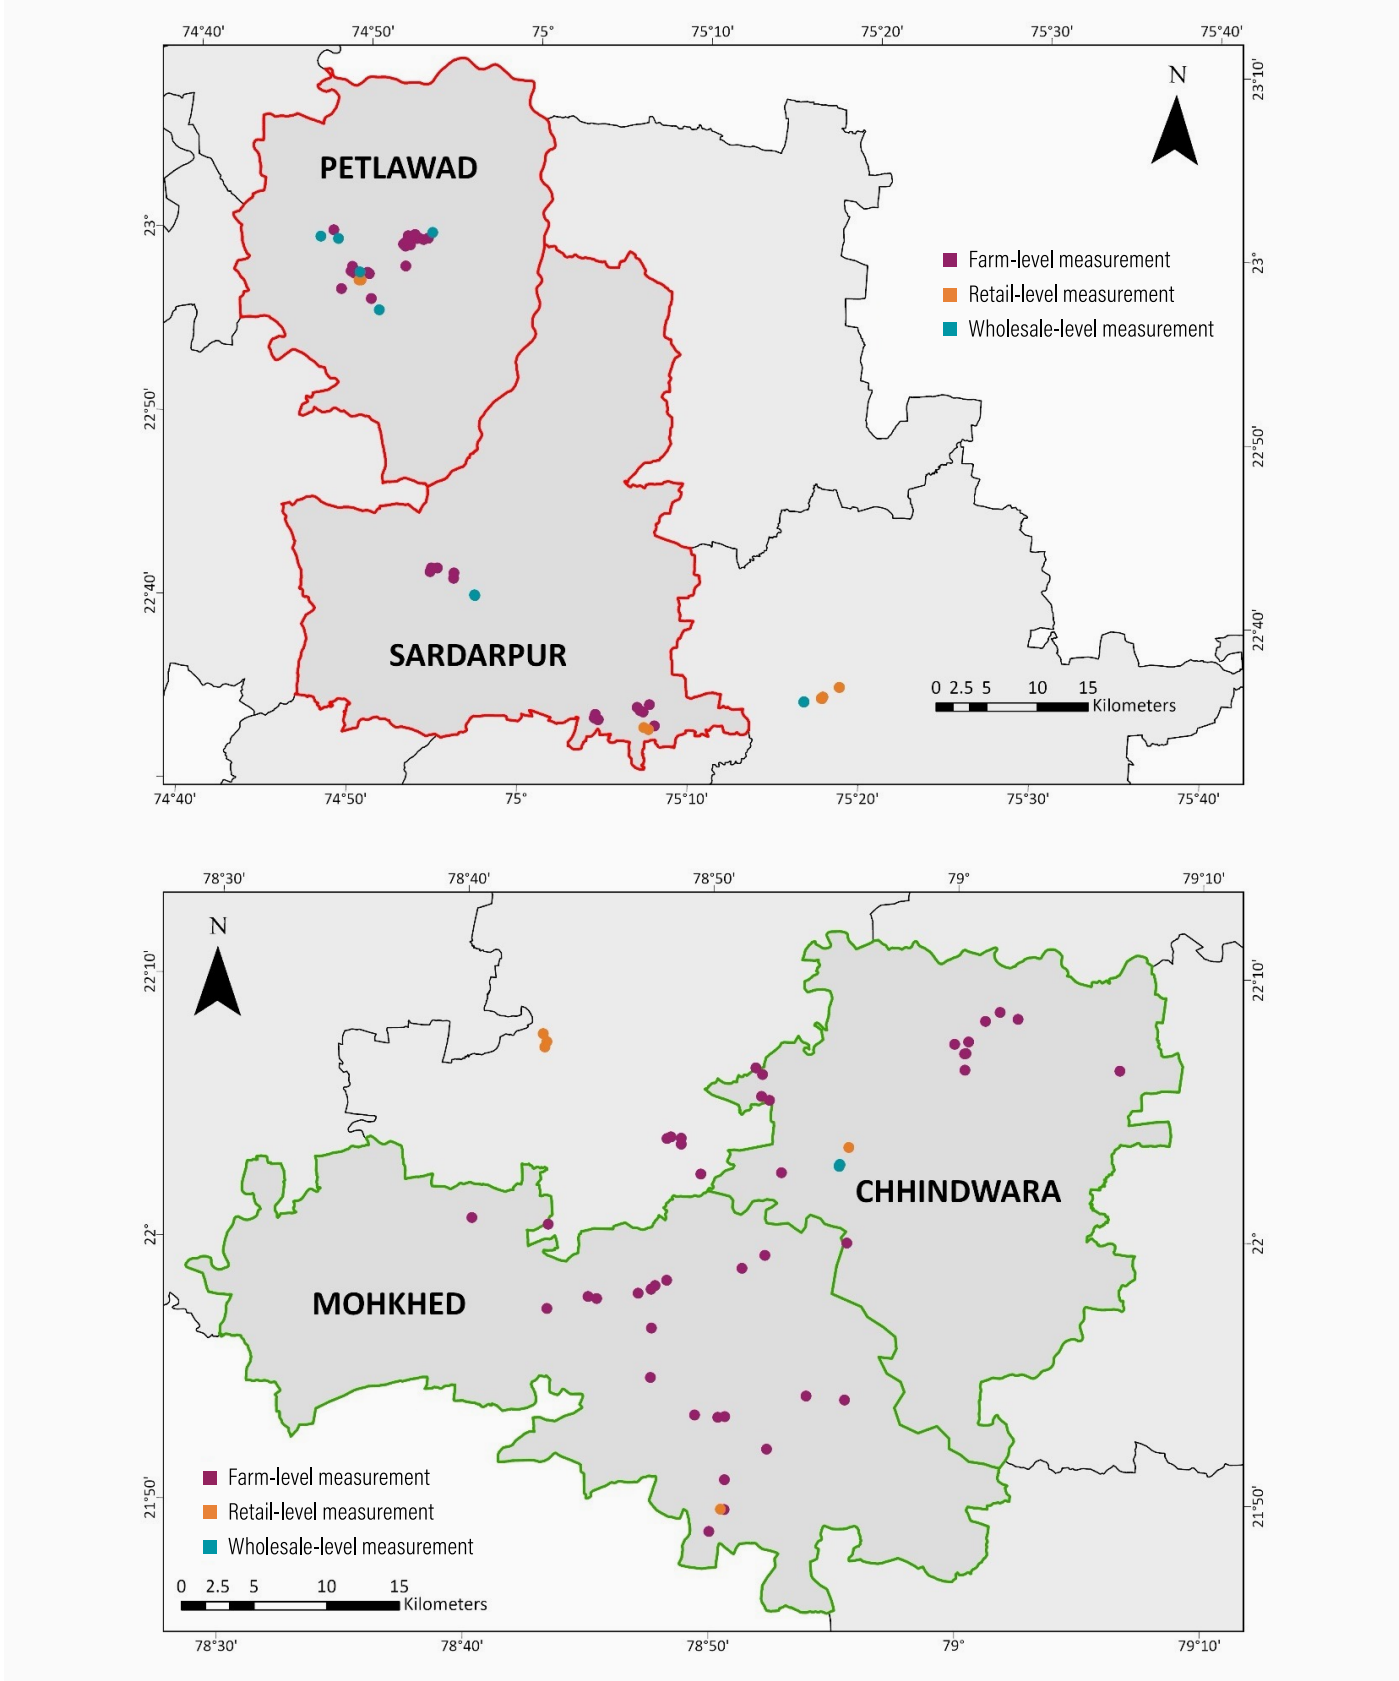 74°40' 74°50' 75° 75°10' 75°20' 75°30' 75°40'
N
23°10'
PETLAWAD
23°
23°
Farm-level measurement
Retail-level measurement
Wholesale-level measurement
22°50'
22°50'
22°40'
22°40'
SARDARPUR
0 2.5 5 10 15
Kilometers
74°40' 74°50' 75° 75°10' 75°20' 75°30' 75°40'
78°30' 78°40' 78°50' 79° 79°10'
N
22°10'
22°10'
CHHINDWARA
22°
22°
MOHKHED
Farm-level measurement
21°50'
21°50'
Retail-level measurement
Wholesale-level measurement
0 2.5 5 10 15
Kilometers
78°30' 78°40' 78°50' 79° 79°10'